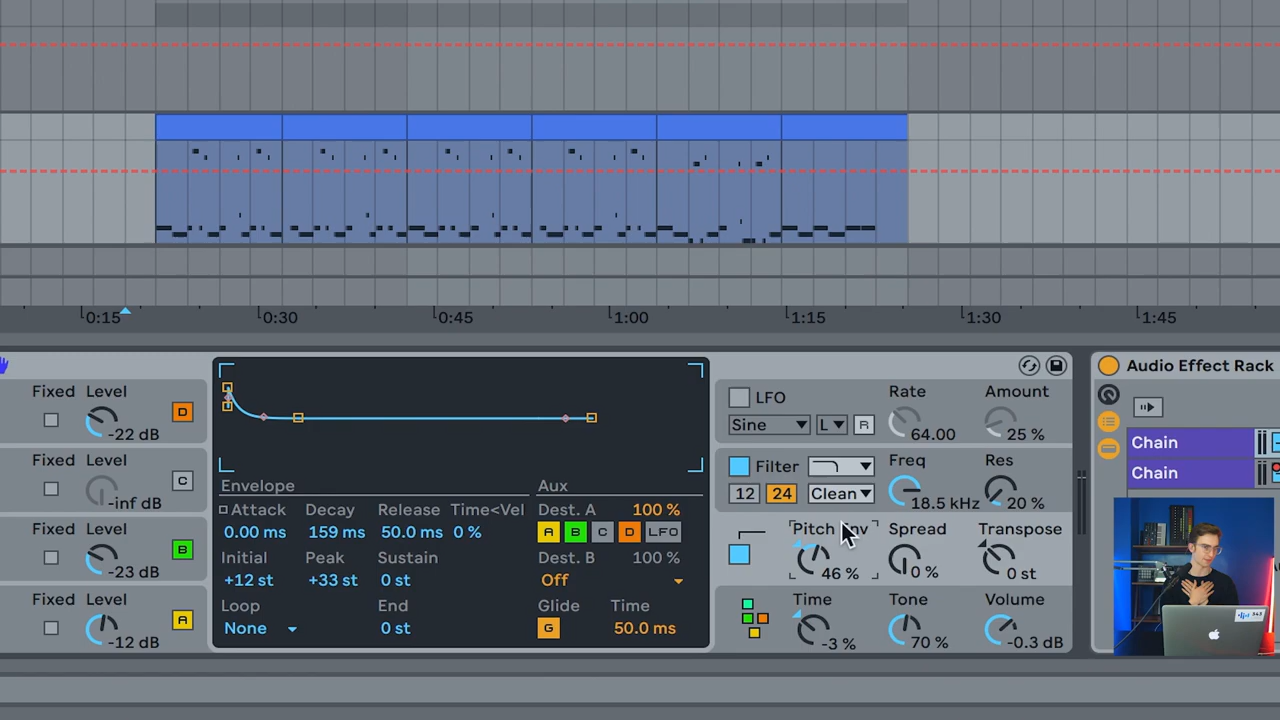 0:15 0:30 0:45 1:00 1:15 1:30 1:45
Fixed Level
D
-22 dB
Fixed Level
C
-inf dB
Fixed Level
B
-23 dB
Fixed Level
A
-12 dB
Envelope
Attack Decay Release Time<Vel
0.00 ms 159 ms 50.0 ms 0 %
Initial Peak Sustain
+12 st +33 st 0 st
Loop End
None 0 st
Aux
Dest. A 100 %
A B C D LFO
Dest. B 100 %
Off
Glide Time
G 50.0 ms
LFO Rate Amount
Sine L R 64.00 25 %
Filter Freq Res
12 24 Clean 18.5 kHz 20 %
Pitch Env Spread Transpose
46 % 0 % 0 st
Time Tone Volume
-3 % 70 % -0.3 dB
Audio Effect Rack
Chain
Chain